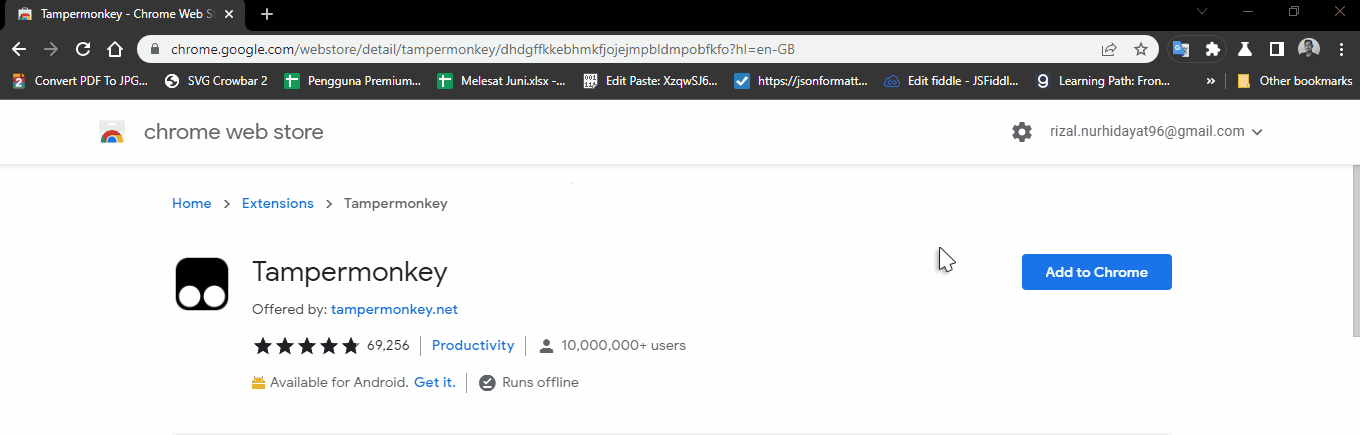 Tampermonkey - Chrome Web St
chrome.google.com/webstore/detail/tampermonkey/dhdgffkkebhmkfjojejmpbldmpobfkfo?hl=en-GB
Convert PDF To JPG... SVG Crowbar 2 Pengguna Premium... Melesat Juni.xlsx -... Edit Paste: XzqwSJ6... https://jsonformatt... Edit fiddle - JSFiddl... Learning Path: Fron... » Other bookmarks
chrome web store rizal.nurhidayat96@gmail.com
Home > Extensions > Tampermonkey
Tampermonkey
Add to Chrome
Offered by: tampermonkey.net
69,256 Productivity 10,000,000+ users
Available for Android. Get it. Runs offline